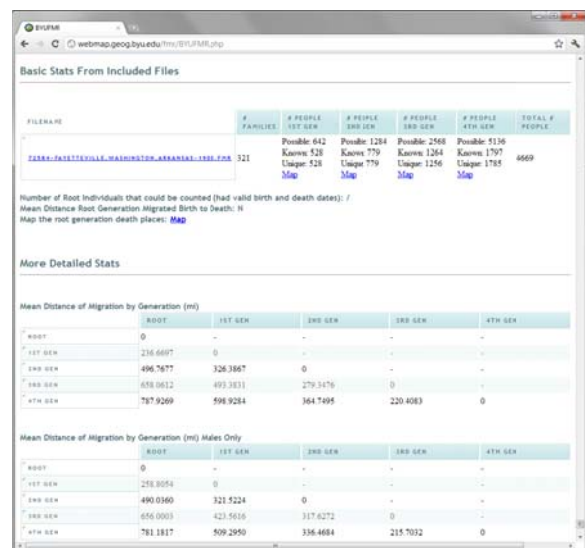 BYUFMR
webmap.geog.byu.edu/fmr/BYUFMR.php
Basic Stats From Included Files
FILENAME # FAMILIES # PEOPLE 1ST GEN # PEOPLE 2ND GEN # PEOPLE 3RD GEN # PEOPLE 4TH GEN TOTAL # PEOPLE
72584-FAYETTEVILLE,WASHINGTON,ARKANSAS-1900.FMR 321 4669
Possible: 642 Possible: 1284 Possible: 2568 Possible: 5136
Known: 528 Known: 779 Known: 1264 Known: 1797
Unique: 528 Unique: 779 Unique: 1256 Unique: 1785
Map Map Map Map
Number of Root Individuals that could be counted (had valid birth and death dates): /
Mean Distance Root Generation Migrated Birth to Death: N
Map the root generation death places: Map
More Detailed Stats
Mean Distance of Migration by Generation (mi)
ROOT 1ST GEN 2ND GEN 3RD GEN 4TH GEN
ROOT 0 - - - -
1ST GEN 236.6697 0 - - -
2ND GEN 496.7677 326.3867 0 - -
3RD GEN 658.0612 493.3831 279.3476 0 -
4TH GEN 787.9269 598.9284 364.7495 220.4083 0
Mean Distance of Migration by Generation (mi) Males Only
ROOT 1ST GEN 2ND GEN 3RD GEN 4TH GEN
ROOT 0 - - - -
1ST GEN 258.8054 0 - - -
2ND GEN 490.0360 321.5224 0 - -
3RD GEN 656.0003 423.5616 317.6272 0 -
4TH GEN 781.1817 509.2950 336.4684 215.7032 0